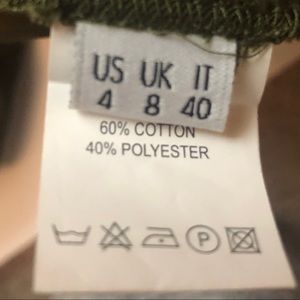 US UK IT
4 8 40
60% COTTON
40% POLYESTER
P